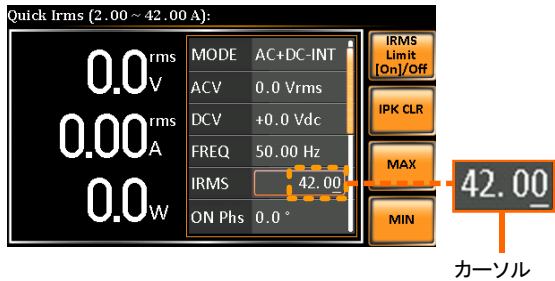 Quick Irms (2.00 ~ 42.00 A):
0.0 rms V
0.00 rms A
0.0 W
MODE AC+DC-INT
ACV 0.0 Vrms
DCV +0.0 Vdc
FREQ 50.00 Hz
IRMS 42.00
ON Phs 0.0 °
IRMS
Limit
[On]/Off
IPK CLR
MAX
MIN
42.00
カーソル